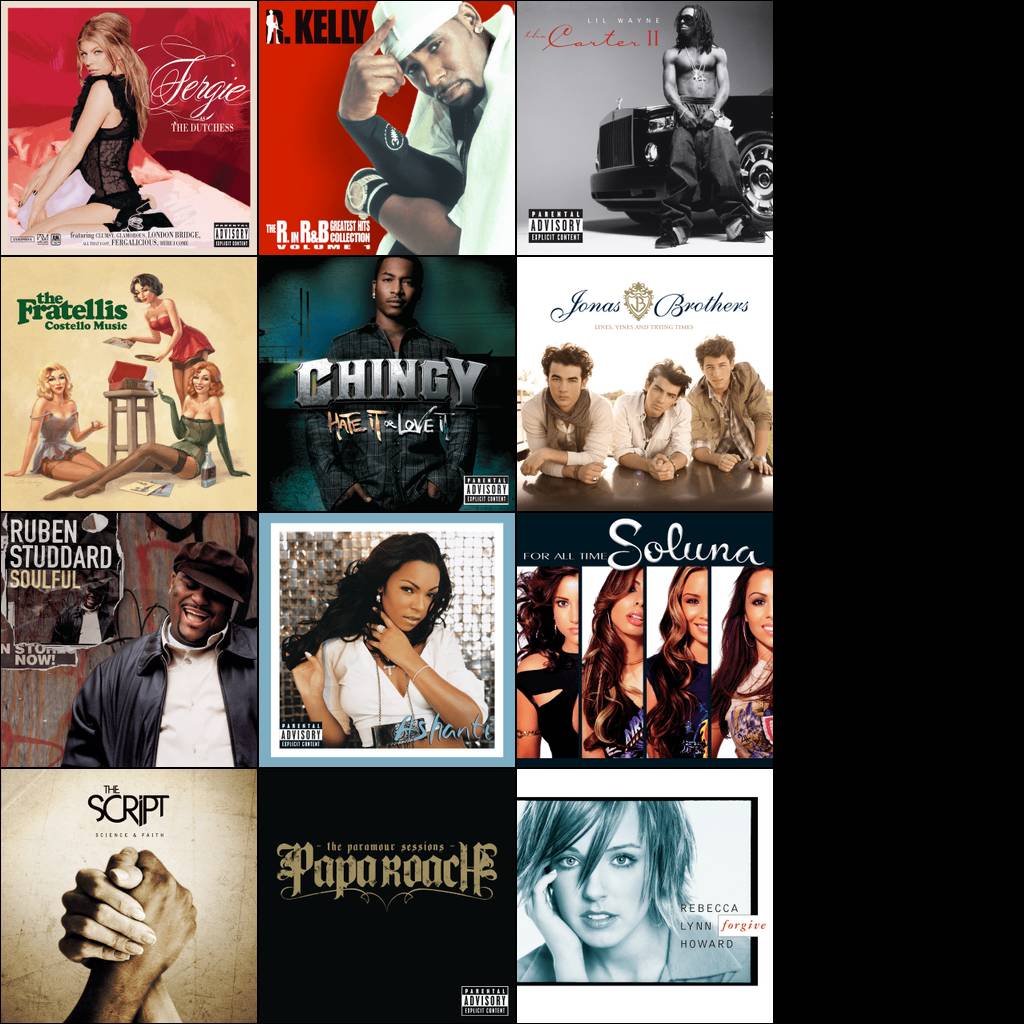 Fergie
AS
THE DUTCHESS
featuring CLUMSY, GLAMOROUS, LONDON BRIDGE,
ALL THAT I GOT, FERGALICIOUS, HERE I COME
PARENTAL
ADVISORY
EXPLICIT CONTENT
R. KELLY
THE R. IN R&B GREATEST HITS
COLLECTION
VOLUME 1
LIL WAYNE
tha Carter II
PARENTAL
ADVISORY
EXPLICIT CONTENT
the
Fratellis
Costello Music
CHINGY
HATE IT OR LOVE IT
PARENTAL
ADVISORY
EXPLICIT CONTENT
Jonas JB Brothers
LINES, VINES AND TRYING TIMES
RUBEN
STUDDARD
SOULFUL
N STORES
NOW!
PARENTAL
ADVISORY
EXPLICIT CONTENT
Ashanti
FOR ALL TIME Soluna
THE
SCRIPT
SCIENCE & FAITH
- the paramour sessions -
Papa Roach
PARENTAL
ADVISORY
EXPLICIT CONTENT
REBECCA
LYNN forgive
HOWARD